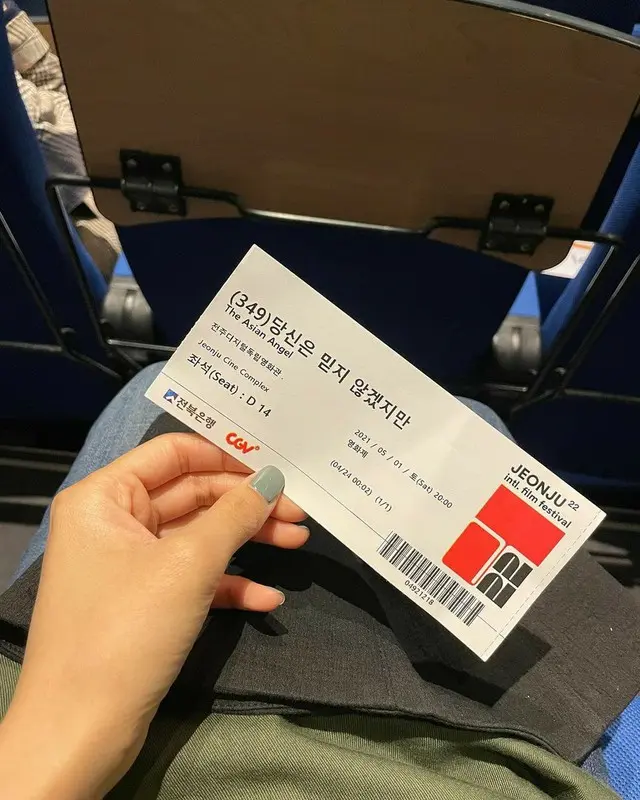 (349)당신은 믿지 않겠지만
The Asian Angel
전주디지털독립영화관
Jeonju Cine Complex
좌석(Seat) : D 14
2021 / 05 / 01 / 토(Sat) 20:00
영화제
(04/24 00:02) (1/1)
전북은행
CGV
04921218
JEONJU 22
intl. film festival